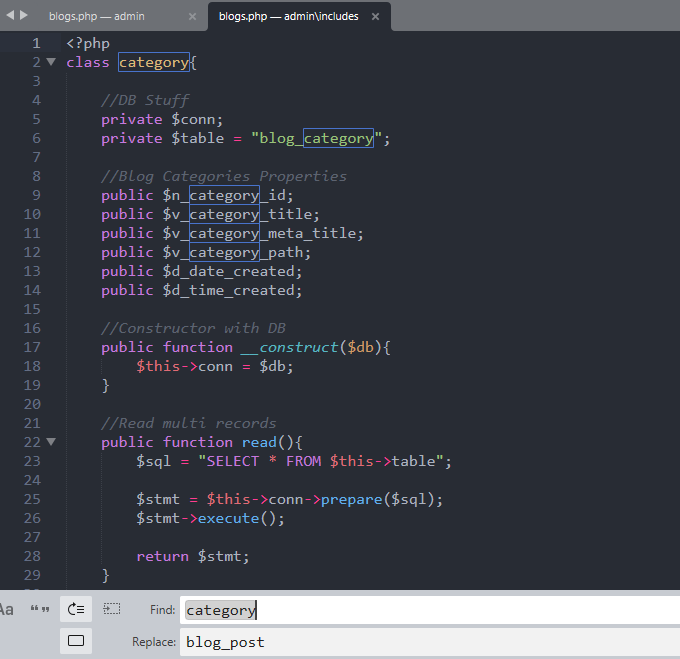 blogs.php — admin
blogs.php — admin\includes
1 <?php
2 class category{
3
4 //DB Stuff
5 private $conn;
6 private $table = "blog_category";
7
8 //Blog Categories Properties
9 public $n_category_id;
10 public $v_category_title;
11 public $v_category_meta_title;
12 public $v_category_path;
13 public $d_date_created;
14 public $d_time_created;
15
16 //Constructor with DB
17 public function __construct($db){
18 $this->conn = $db;
19 }
20
21 //Read multi records
22 public function read(){
23 $sql = "SELECT * FROM $this->table";
24
25 $stmt = $this->conn->prepare($sql);
26 $stmt->execute();
27
28 return $stmt;
29 }
Aa “” Find: category
Replace: blog_post